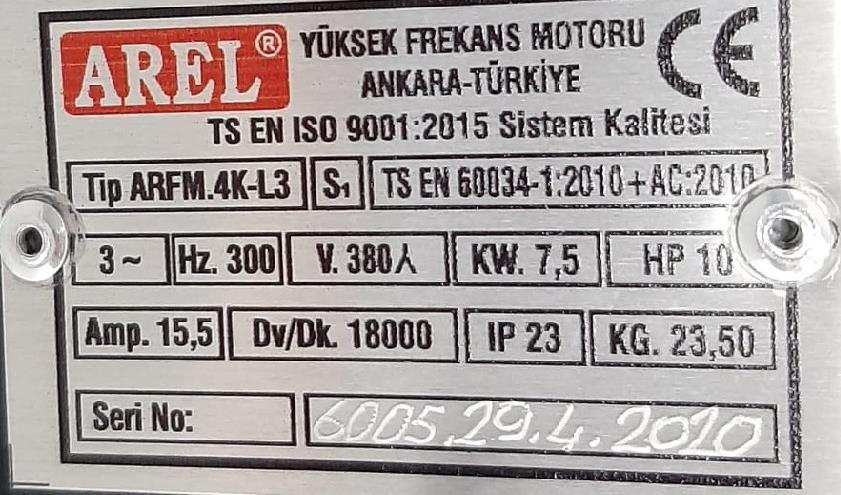 AREL® YÜKSEK FREKANS MOTORU
ANKARA-TÜRKİYE
CE
TS EN ISO 9001:2015 Sistem Kalitesi
Tip ARFM.4K-L3 S₁ TS EN 60034-1:2010+AC:2010
3~ Hz. 300 V. 380⅄ KW. 7,5 HP 10
Amp. 15,5 Dv/Dk. 18000 IP 23 KG. 23,50
Seri No: 6005.29.4.2010